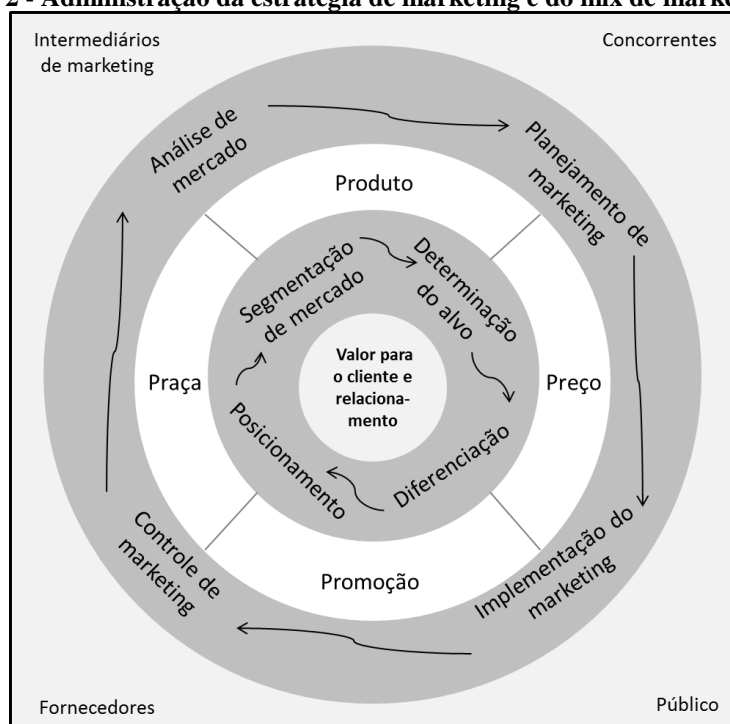 2 - Administração da estratégia de marketing e do mix de
Intermediários
de marketing
Concorrentes
Análise de
mercado
Planejamento de
marketing
Produto
Segmentação
de mercado
Determinação
do alvo
Praça
Valor para
o cliente e
relaciona-
mento
Preço
Posicionamento
Diferenciação
Controle de
marketing
Implementação do
marketing
Promoção
Fornecedores
Público